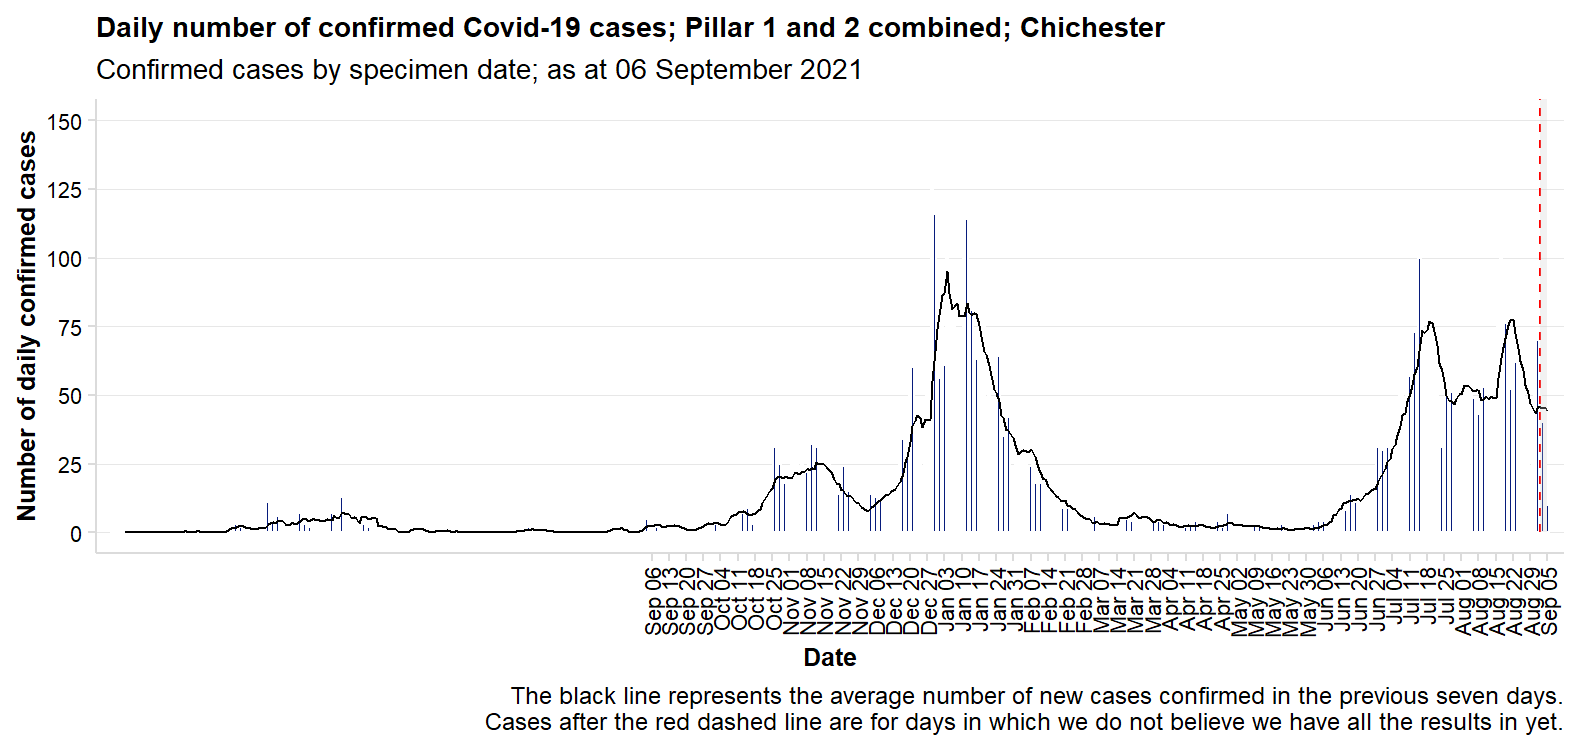 Daily number of confirmed Covid-19 cases; Pillar 1 and 2 combined; Chichester
Confirmed cases by specimen date; as at 06 September 2021
Number of daily confirmed cases
150
125
100
75
50
25
0
Sep 06
Sep 13
Sep 20
Sep 27
Oct 04
Oct 11
Oct 18
Oct 25
Nov 01
Nov 08
Nov 15
Nov 22
Nov 29
Dec 06
Dec 13
Dec 20
Dec 27
Jan 03
Jan 10
Jan 17
Jan 24
Jan 31
Feb 07
Feb 14
Feb 21
Feb 28
Mar 07
Mar 14
Mar 21
Mar 28
Apr 04
Apr 11
Apr 18
Apr 25
May 02
May 09
May 16
May 23
May 30
Jun 06
Jun 13
Jun 20
Jun 27
Jul 04
Jul 11
Jul 18
Jul 25
Aug 01
Aug 08
Aug 15
Aug 22
Aug 29
Sep 05
Date
The black line represents the average number of new cases confirmed in the previous seven days.
Cases after the red dashed line are for days in which we do not believe we have all the results in yet.